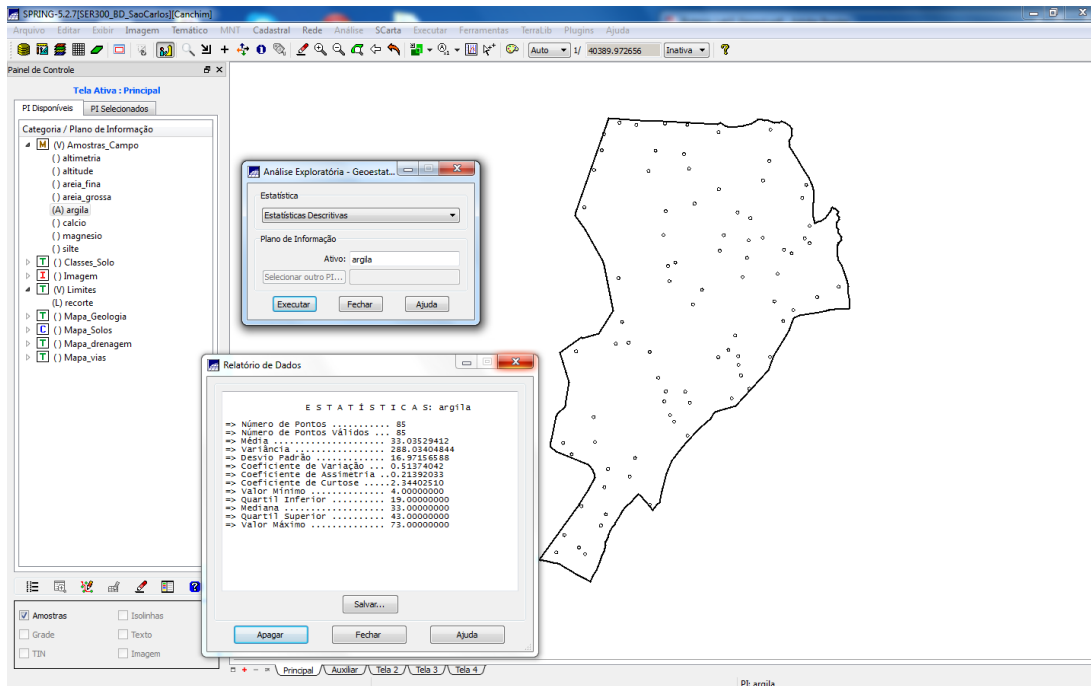 SPRING-5.2.7[SER300_BD_SaoCarlos][Canchim]
Arquivo Editar Exibir Imagem Temático MNT Cadastral Rede Análise SCarta Executar Ferramentas TerraLib Plugins Ajuda
Auto 1/ 40389.972656 Inativa
Painel de Controle
Tela Ativa : Principal
PI Disponíveis PI Selecionados
Categoria / Plano de Informação
M (V) Amostras_Campo
() altimetria
() altitude
() areia_fina
() areia_grossa
(A) argila
() calcio
() magnesio
() silte
T () Classes_Solo
I () Imagem
T (V) Limites
(L) recorte
T () Mapa_Geologia
C () Mapa_Solos
T () Mapa_drenagem
T () Mapa_vias
Amostras Isolinhas
Grade Texto
TIN Imagem
Análise Exploratória - Geoestat...
Estatística
Estatísticas Descritivas
Plano de Informação
Ativo: argila
Selecionar outro PI...
Executar Fechar Ajuda
Relatório de Dados
E S T A T Í S T I C A S: argila
=> Número de Pontos .......... 85
=> Número de Pontos Válidos ... 85
=> Média .................... 33.03529412
=> Variância .................. 288.03404844
=> Desvio Padrão ............. 16.97156588
=> Coeficiente de Variação ... 0.51374042
=> Coeficiente de Assimetria ..0.21392033
=> Coeficiente de Curtose .....2.34402510
=> Valor Mínimo .............. 4.00000000
=> Quartil Inferior .......... 19.00000000
=> Mediana ................... 33.00000000
=> Quartil Superior .......... 43.00000000
=> Valor Máximo .............. 73.00000000
Salvar...
Apagar Fechar Ajuda
Principal Auxiliar Tela 2 Tela 3 Tela 4
PI: argila